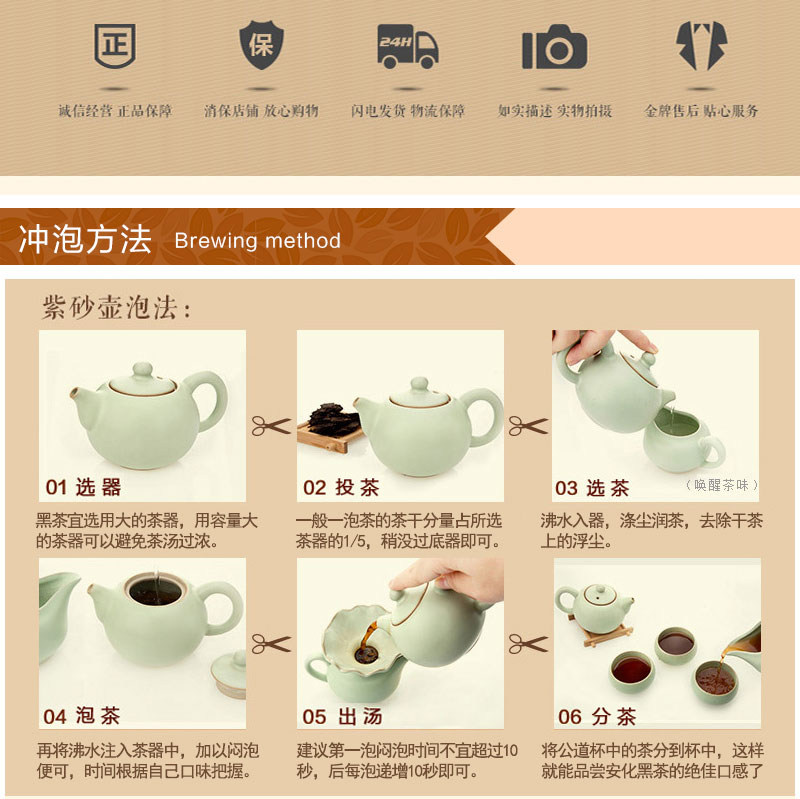 正
保
24H
诚信经营 正品保障
消保店铺 放心购物
闪电发货 物流保障
如实描述 实物拍摄
金牌售后 贴心服务
冲泡方法 Brewing method
紫砂壶泡法:
01 选器
02 投茶
03 选茶
(唤醒茶味)
黑茶宜选用大的茶器，用容量大
的茶器可以避免茶汤过浓。
一般一泡茶的茶干分量占所选
茶器的1/5，稍没过底器即可。
沸水入器，涤尘润茶，去除干茶
上的浮尘。
04 泡茶
05 出汤
06 分茶
再将沸水注入茶器中，加以闷泡
便可，时间根据自己口味把握。
建议第一泡闷泡时间不宜超过10
秒，后每泡递增10秒即可。
将公道杯中的茶分到杯中，这样
就能品尝安化黑茶的绝佳口感了